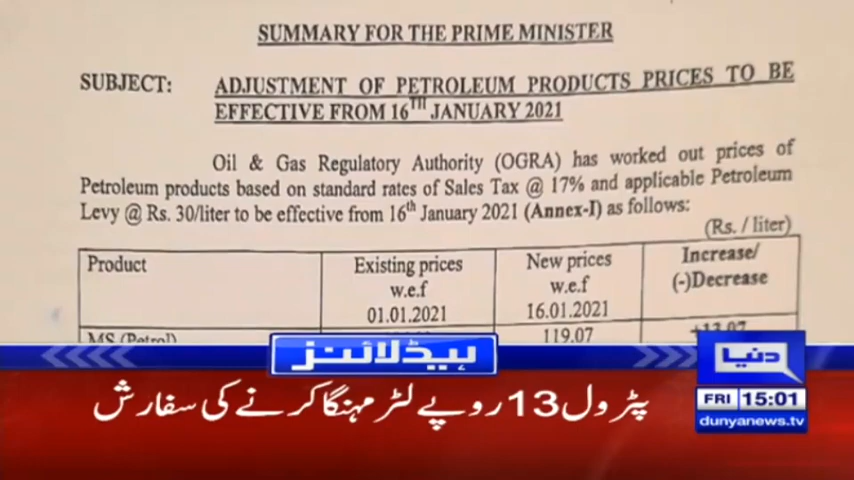 SUMMARY FOR THE PRIME MINISTER
SUBJECT: ADJUSTMENT OF PETROLEUM PRODUCTS PRICES TO BE
EFFECTIVE FROM 16TH JANUARY 2021
Oil & Gas Regulatory Authority (OGRA) has worked out prices of
Petroleum products based on standard rates of Sales Tax @ 17% and applicable Petroleum
Levy @ Rs. 30/liter to be effective from 16th January 2021 (Annex-I) as follows:
(Rs. / liter)
Product Existing prices New prices Increase/
w.e.f w.e.f (-)Decrease
01.01.2021 16.01.2021
MS (Petrol) 119.07 +13.07
ہیڈلائنز
دنیا
پٹرول 13 روپے لٹر مہنگا کرنے کی سفارش
FRI 15:01
dunyanews.tv